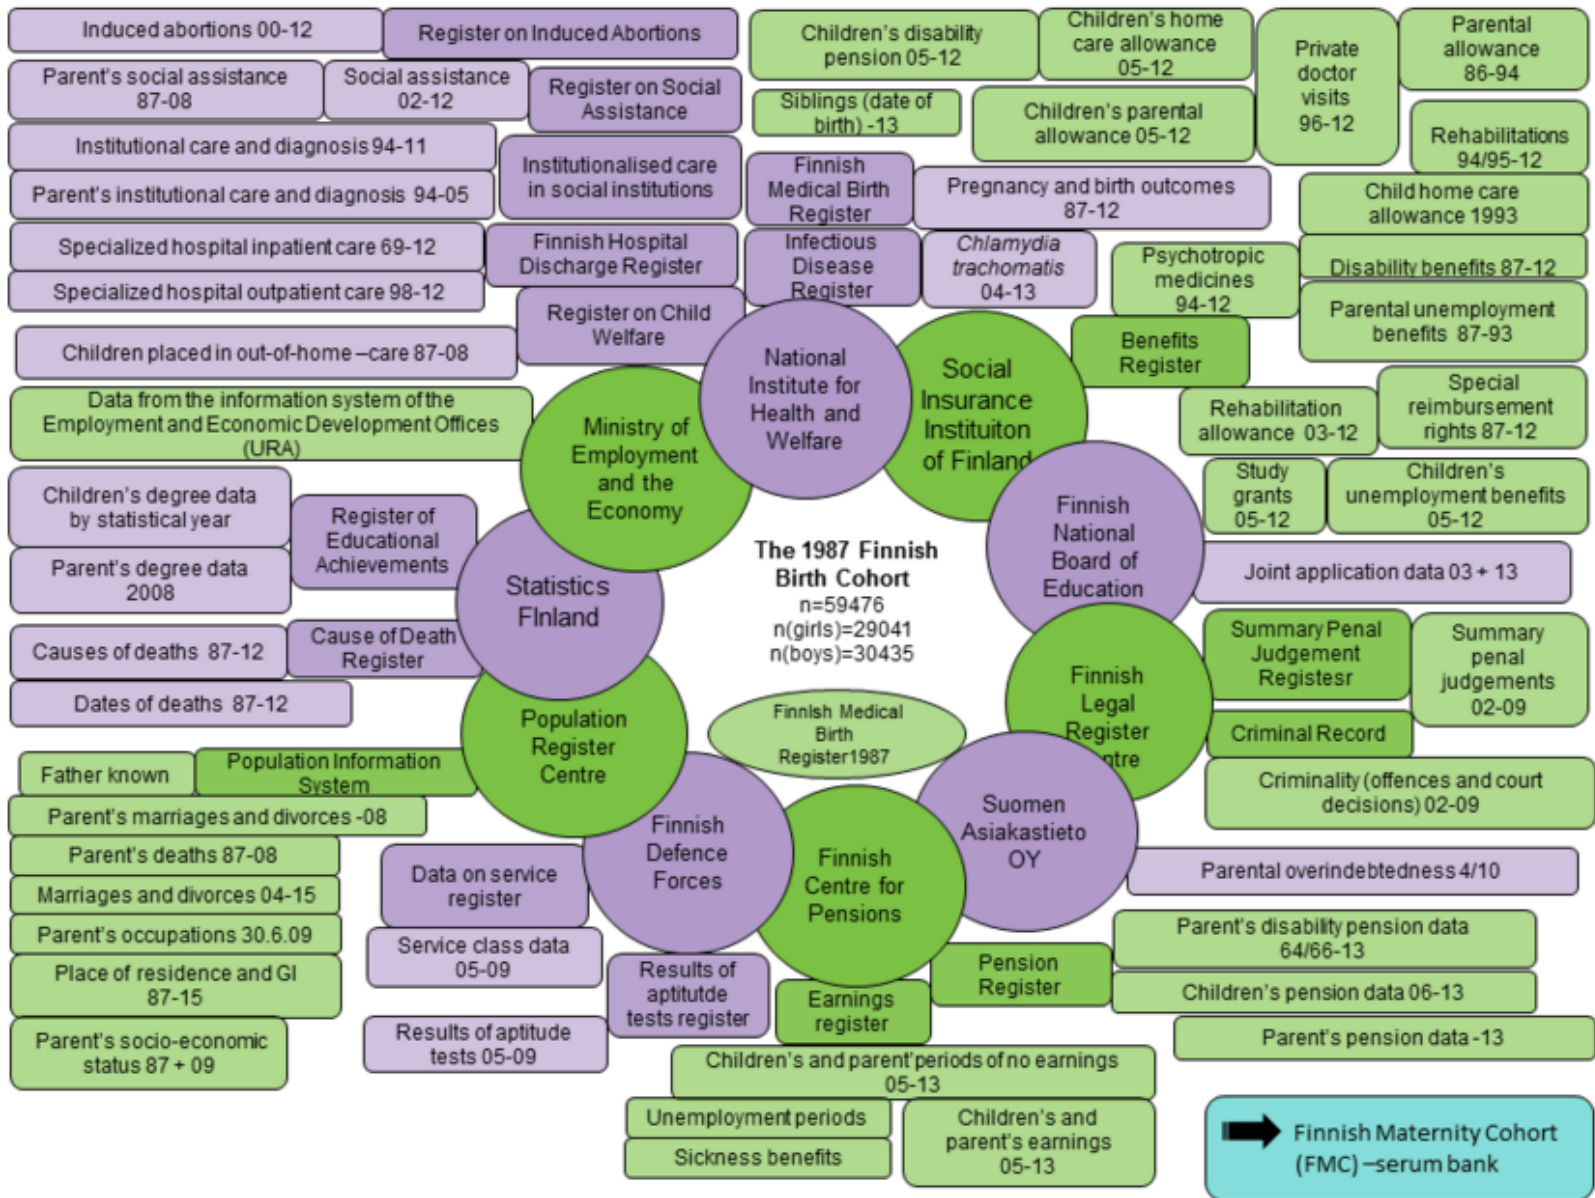 Induced abortions 00-12
Register on Induced Abortions
Parent's social assistance
87-08
Social assistance
02-12
Register on Social
Assistance
Institutional care and diagnosis 94-11
Parent's institutional care and diagnosis 94-05
Institutionalised care
in social institutions
Specialized hospital inpatient care 69-12
Specialized hospital outpatient care 98-12
Finnish Hospital
Discharge Register
Children placed in out-of-home –care 87-08
Register on Child
Welfare
Children's disability
pension 05-12
Children's home
care allowance
05-12
Private
doctor
visits
96-12
Parental
allowance
86-94
Siblings (date of
birth) -13
Children's parental
allowance 05-12
Rehabilitations
94/95-12
Finnish
Medical Birth
Register
Pregnancy and birth outcomes
87-12
Child home care
allowance 1993
Infectious
Disease
Register
Chlamydia
trachomatis
04-13
Psychotropic
medicines
94-12
Disability benefits 87-12
Parental unemployment
benefits 87-93
Benefits
Register
Rehabilitation
allowance 03-12
Special
reimbursement
rights 87-12
Study
grants
05-12
Children's
unemployment benefits
05-12
National
Institute for
Health and
Welfare
Social
Insurance
Instituiton
of Finland
Data from the information system of the
Employment and Economic Development Offices
(URA)
Ministry of
Employment
and the
Economy
Finnish
National
Board of
Education
Joint application data 03 + 13
Children's degree data
by statistical year
Parent's degree data
2008
Register of
Educational
Achievements
Statistics
FInland
Causes of deaths 87-12
Cause of Death
Register
Dates of deaths 87-12
The 1987 Finnish
Birth Cohort
n=59476
n(girls)=29041
n(boys)=30435
Finnish Medical
Birth
Register1987
Finnish
Legal
Register
ntre
Summary Penal
Judgement
Registesr
Summary
penal
judgements
02-09
Criminal Record
Criminality (offences and court
decisions) 02-09
Population
Register
Centre
Father known
Population Information
System
Parent's marriages and divorces -08
Parent's deaths 87-08
Marriages and divorces 04-15
Parent's occupations 30.6.09
Place of residence and GI
87-15
Parent's socio-economic
status 87 + 09
Finnish
Defence
Forces
Data on service
register
Service class data
05-09
Results of
aptitutde
tests register
Results of aptitude
tests 05-09
Finnish
Centre for
Pensions
Suomen
Asiakastieto
OY
Parental overindebtedness 4/10
Pension
Register
Parent's disability pension data
64/66-13
Children's pension data 06-13
Parent's pension data -13
Earnings
register
Children's and parent'periods of no earnings
05-13
Unemployment periods
Sickness benefits
Children's and
parent's earnings
05-13
Finnish Maternity Cohort
(FMC) –serum bank